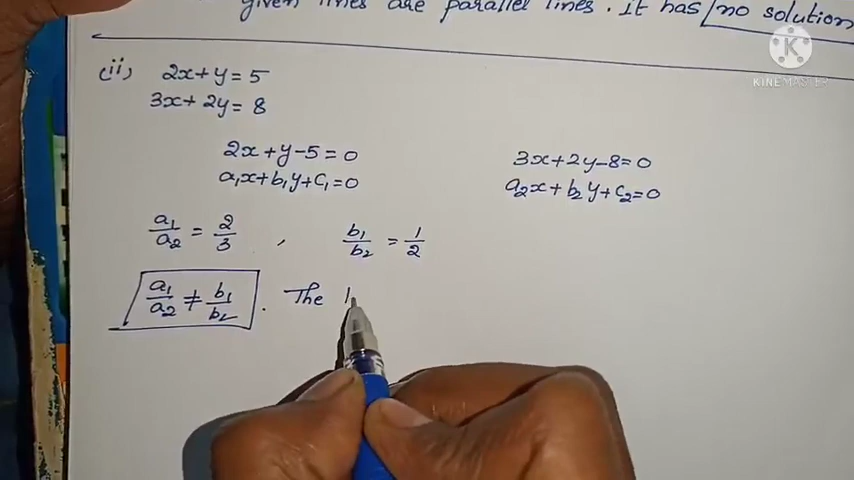 given lines are parallel lines. it has/no solution
K
KINE MASTER
(ii) 2x+y=5
3x+2y=8
2x+y-5=0 3x+2y-8=0
a₁x+b₁y+c₁=0 a₂x+b₂y+c₂=0
a₁/a₂ = 2/3 , b₁/b₂ = 1/2
a₁/a₂ ≠ b₁/b₂ . The l